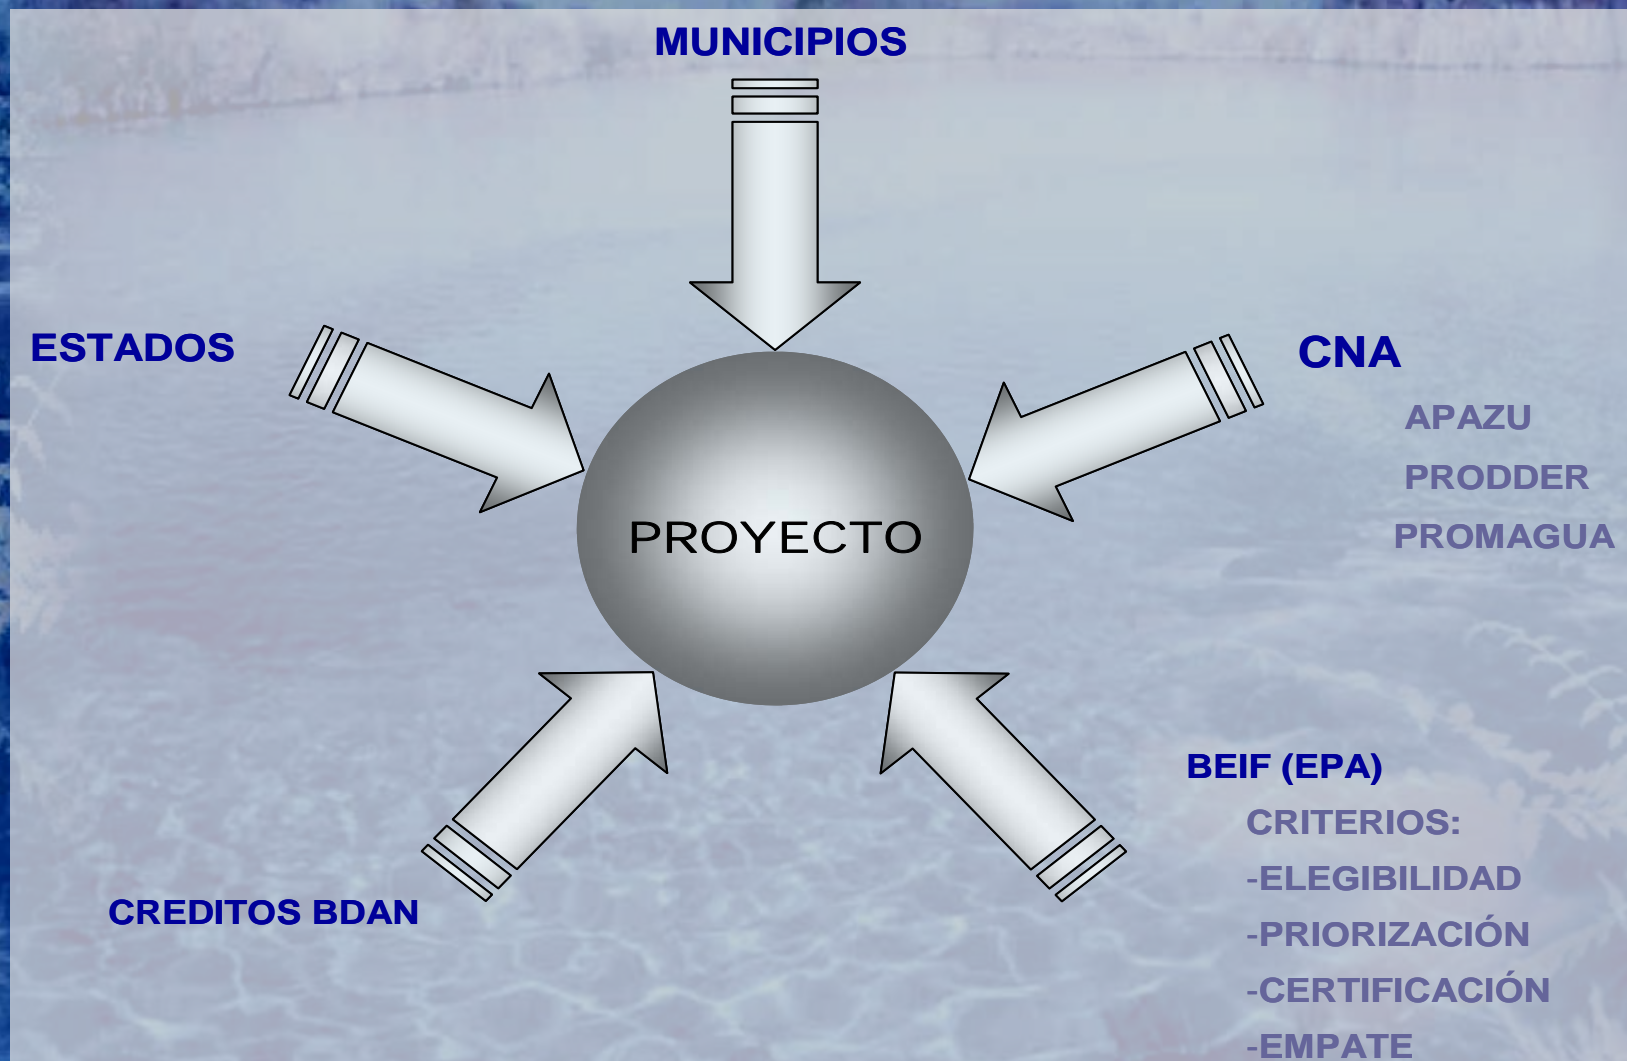 MUNICIPIOS
ESTADOS
CNA
APAZU
PRODDER
PROMAGUA
PROYECTO
CREDITOS BDAN
BEIF (EPA)
CRITERIOS:
-ELEGIBILIDAD
-PRIORIZACIÓN
-CERTIFICACIÓN
-EMPATE